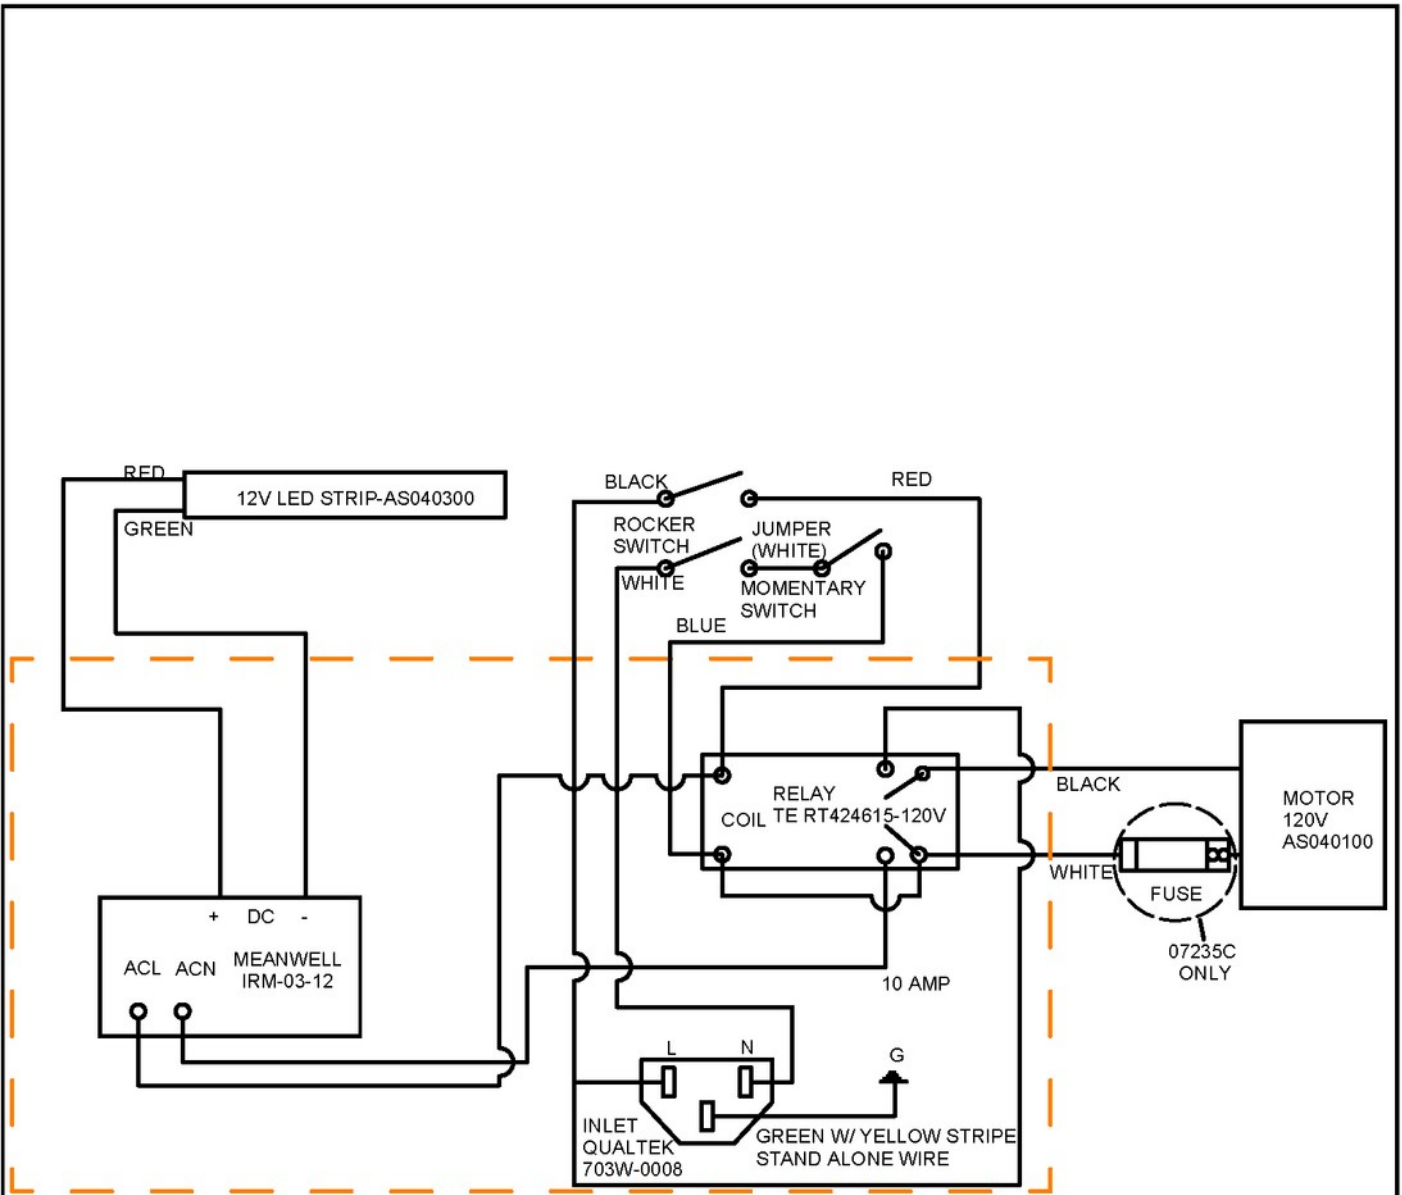 RED
12V LED STRIP-AS040300
GREEN
BLACK
RED
ROCKER
SWITCH
JUMPER
(WHITE)
WHITE
MOMENTARY
SWITCH
BLUE
RELAY
COIL TE RT424615-120V
BLACK
MOTOR
120V
AS040100
WHITE
FUSE
07235C
ONLY
+ DC -
ACL ACN
MEANWELL
IRM-03-12
10 AMP
L N
G
INLET
QUALTEK
703W-0008
GREEN W/ YELLOW STRIPE
STAND ALONE WIRE